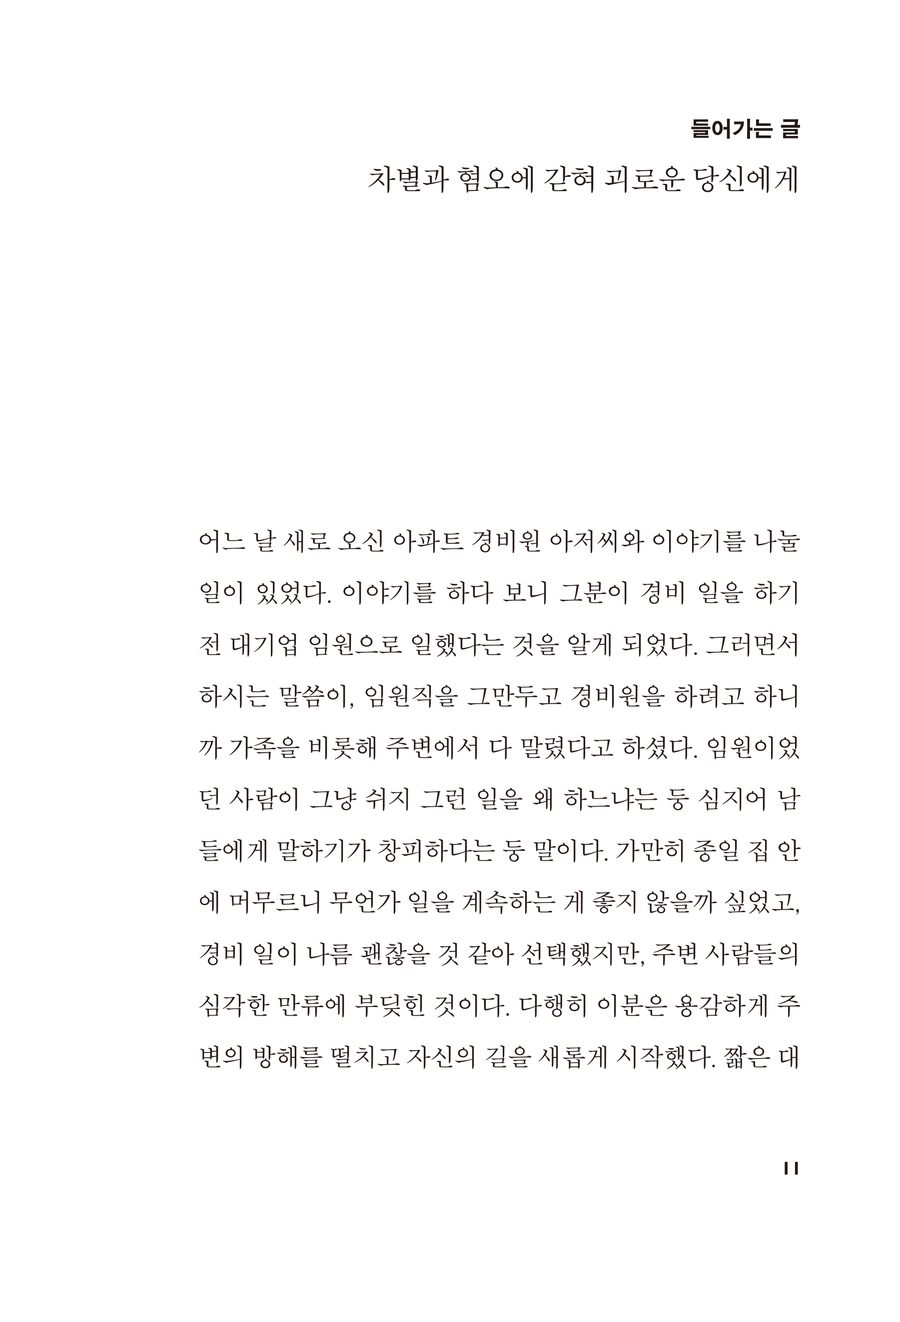 들어가는 글
차별과 혐오에 갇혀 괴로운 당신에게
어느 날 새로 오신 아파트 경비원 아저씨와 이야기를 나눌
일이 있었다. 이야기를 하다 보니 그분이 경비 일을 하기
전 대기업 임원으로 일했다는 것을 알게 되었다. 그러면서
하시는 말씀이, 임원직을 그만두고 경비원을 하려고 하니
까 가족을 비롯해 주변에서 다 말렸다고 하셨다. 임원이었
던 사람이 그냥 쉬지 그런 일을 왜 하느냐는 둥 심지어 남
들에게 말하기가 창피하다는 둥 말이다. 가만히 종일 집 안
에 머무르니 무언가 일을 계속하는 게 좋지 않을까 싶었고,
경비 일이 나름 괜찮을 것 같아 선택했지만, 주변 사람들의
심각한 만류에 부딪힌 것이다. 다행히 이분은 용감하게 주
변의 방해를 떨치고 자신의 길을 새롭게 시작했다. 짧은 대
11